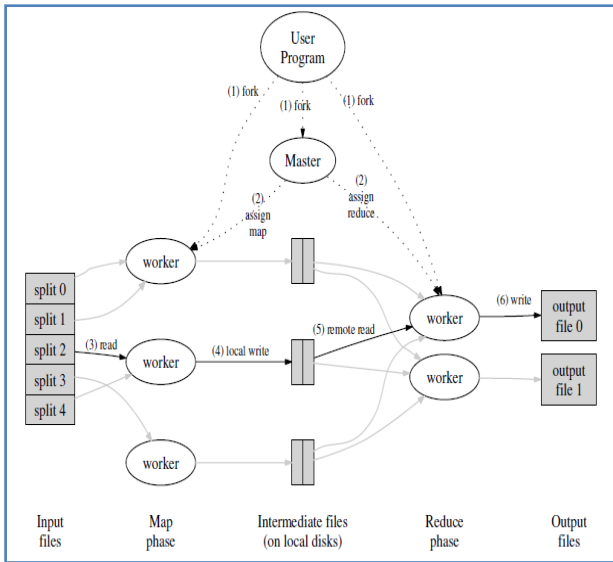 User
Program
(1) fork
(1) fork
(1) fork
Master
(2)
assign
map
(2)
assign
reduce
worker
split 0
split 1
split 2
split 3
split 4
(3) read
worker
(4) local write
(5) remote read
worker
(6) write
output
file 0
worker
output
file 1
worker
Input
files
Map
phase
Intermediate files
(on local disks)
Reduce
phase
Output
files